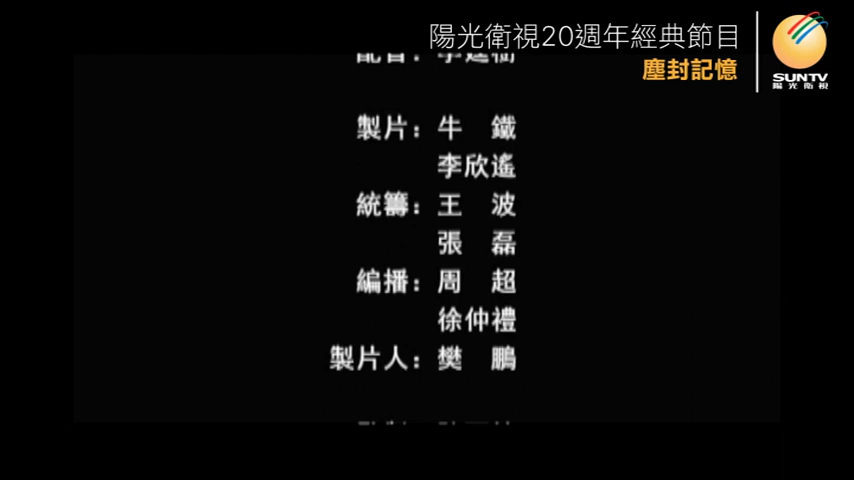 陽光衛視20週年經典節目
塵封記憶
SUNTV
陽光衛視
製片：牛　鐵
李欣遙
統籌：王　波
張　磊
編播：周　超
徐仲禮
製片人：樊　鵬